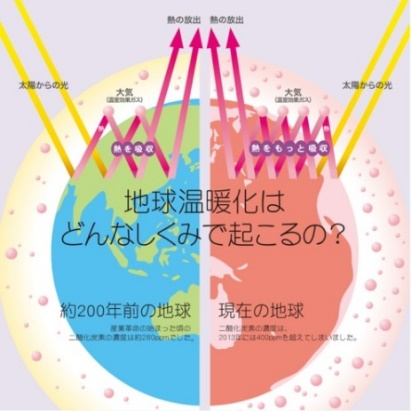 熱の放出
熱の放出
太陽からの光
大気
(温室効果ガス)
熱を吸収
大気
(温室効果ガス)
太陽からの光
熱をもっと吸収
地球温暖化は
どんなしくみで起こるの？
約200年前の地球
産業革命の始まった頃の
二酸化炭素の濃度は約280ppmでした。
現在の地球
二酸化炭素の濃度は、
2013年には400ppmを超えてしまいました。